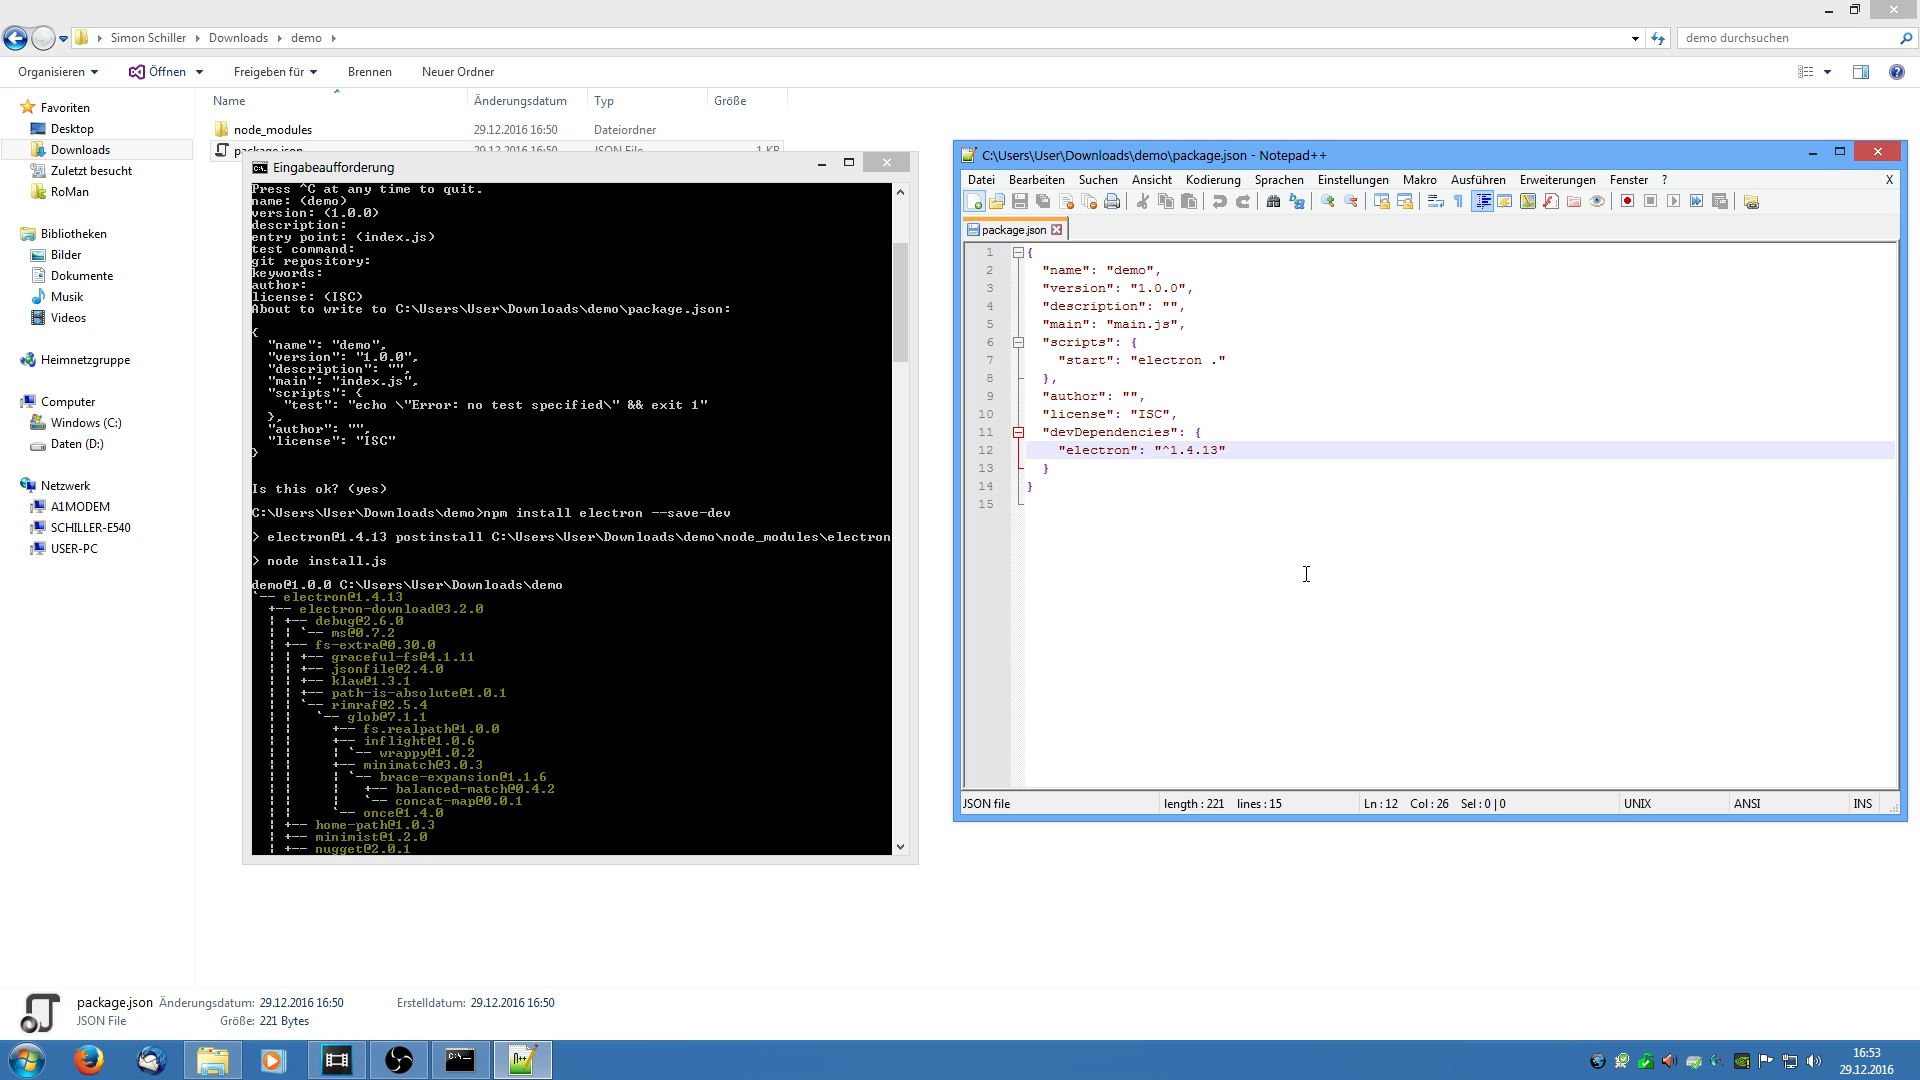 Simon Schiller Downloads demo
demo durchsuchen
Organisieren Öffnen Freigeben für Brennen Neuer Ordner
Name Änderungsdatum Typ Größe
node_modules 29.12.2016 16:50 Dateiordner
package.json 29.12.2016 16:50 JSON File 1 KB
Favoriten
Desktop
Downloads
Zuletzt besucht
RoMan
Bibliotheken
Bilder
Dokumente
Musik
Videos
Heimnetzgruppe
Computer
Windows (C:)
Daten (D:)
Netzwerk
A1MODEM
SCHILLER-E540
USER-PC
Eingabeaufforderung
Press ^C at any time to quit.
name: (demo)
version: (1.0.0)
description:
entry point: (index.js)
test command:
git repository:
keywords:
author:
license: (ISC)
About to write to C:\Users\User\Downloads\demo\package.json:
{
"name": "demo",
"version": "1.0.0",
"description": "",
"main": "index.js",
"scripts": {
"test": "echo \"Error: no test specified\" && exit 1"
},
"author": "",
"license": "ISC"
}
Is this ok? (yes)
C:\Users\User\Downloads\demo>npm install electron --save-dev
> electron@1.4.13 postinstall C:\Users\User\Downloads\demo\node_modules\electron
> node install.js
demo@1.0.0 C:\Users\User\Downloads\demo
`-- electron@1.4.13
+-- electron-download@3.2.0
| +-- debug@2.6.0
| | `-- ms@0.7.2
| +-- fs-extra@0.30.0
| | +-- graceful-fs@4.1.11
| | +-- jsonfile@2.4.0
| | +-- klaw@1.3.1
| | +-- path-is-absolute@1.0.1
| | `-- rimraf@2.5.4
| | `-- glob@7.1.1
| | +-- fs.realpath@1.0.0
| | +-- inflight@1.0.6
| | | `-- wrappy@1.0.2
| | +-- minimatch@3.0.3
| | | `-- brace-expansion@1.1.6
| | | +-- balanced-match@0.4.2
| | | `-- concat-map@0.0.1
| | `-- once@1.4.0
| +-- home-path@1.0.3
| +-- minimist@1.2.0
| +-- nugget@2.0.1
C:\Users\User\Downloads\demo\package.json - Notepad++
Datei Bearbeiten Suchen Ansicht Kodierung Sprachen Einstellungen Makro Ausführen Erweiterungen Fenster ? X
package.json
1 {
2 "name": "demo",
3 "version": "1.0.0",
4 "description": "",
5 "main": "main.js",
6 "scripts": {
7 "start": "electron ."
8 },
9 "author": "",
10 "license": "ISC",
11 "devDependencies": {
12 "electron": "^1.4.13"
13 }
14 }
15
JSON file length : 221 lines : 15 Ln : 12 Col : 26 Sel : 0 | 0 UNIX ANSI INS
package.json Änderungsdatum: 29.12.2016 16:50 Erstelldatum: 29.12.2016 16:50
JSON File Größe: 221 Bytes
16:53
29.12.2016